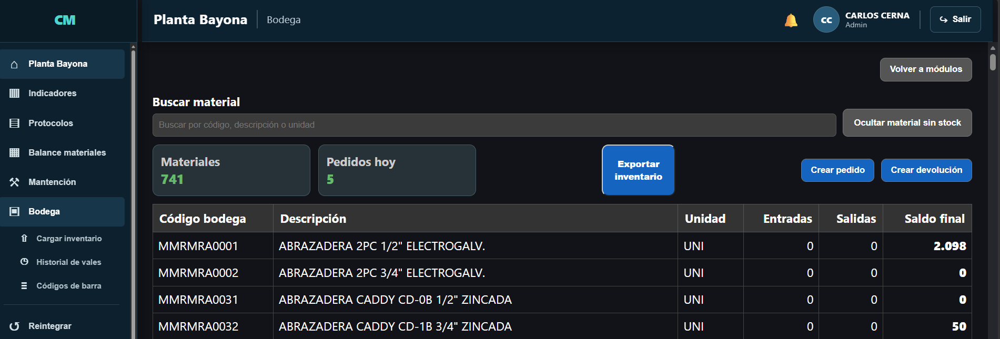 CM
Planta Bayona
Bodega
CC
CARLOS CERNA
Admin
Salir
Planta Bayona
Indicadores
Protocolos
Balance materiales
Mantención
Bodega
Cargar inventario
Historial de vales
Códigos de barra
Reintegrar
Volver a módulos
Buscar material
Buscar por código, descripción o unidad
Ocultar material sin stock
Materiales
741
Pedidos hoy
5
Exportar
inventario
Crear pedido
Crear devolución
Código bodega Descripción Unidad Entradas Salidas Saldo final
MMRMRA0001 ABRAZADERA 2PC 1/2" ELECTROGALV. UNI 0 0 2.098
MMRMRA0002 ABRAZADERA 2PC 3/4" ELECTROGALV. UNI 0 0 0
MMRMRA0031 ABRAZADERA CADDY CD-0B 1/2" ZINCADA UNI 0 0 0
MMRMRA0032 ABRAZADERA CADDY CD-1B 3/4" ZINCADA UNI 0 0 50